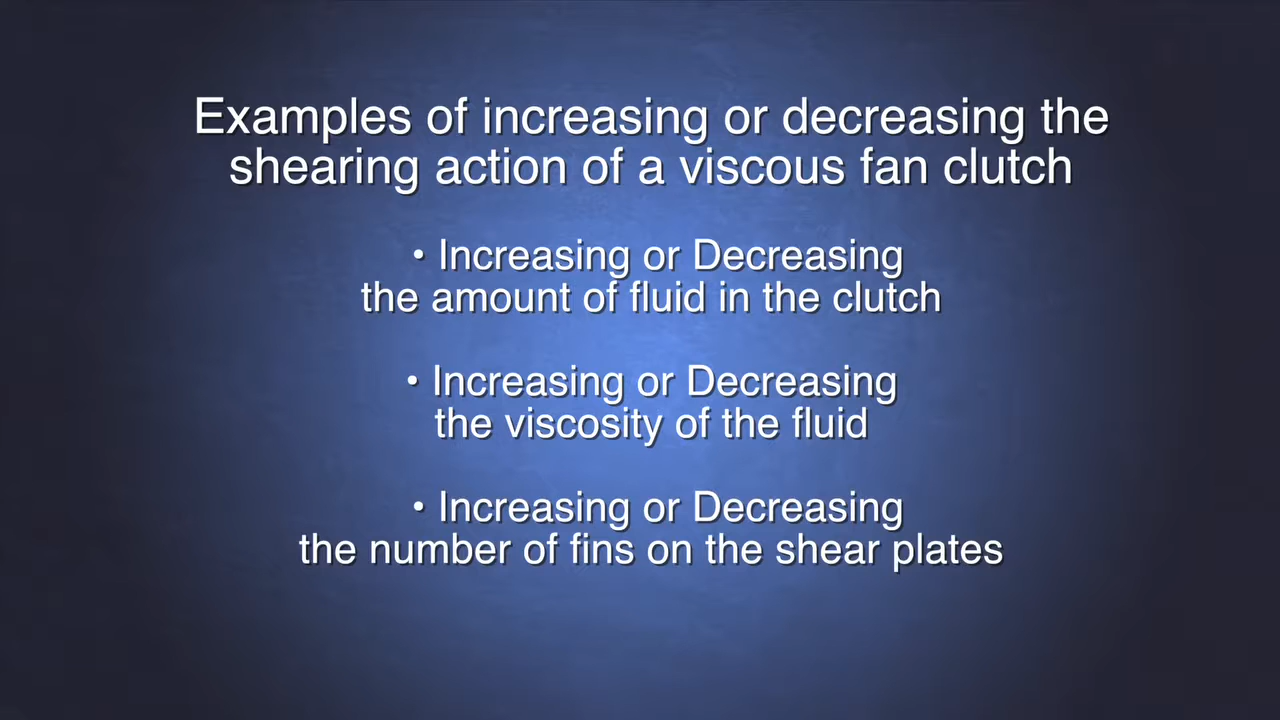 Examples of increasing or decreasing the
shearing action of a viscous fan clutch
• Increasing or Decreasing
the amount of fluid in the clutch
• Increasing or Decreasing
the viscosity of the fluid
• Increasing or Decreasing
the number of fins on the shear plates